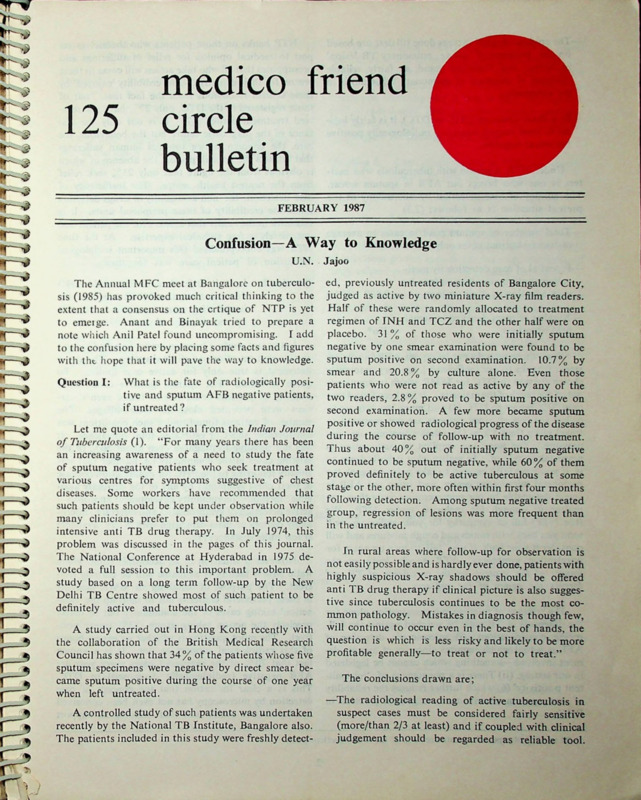 125
medico friend
circle
bulletin
FEBRUARY 1987
Confusion—A Way to Knowledge
U.N. Jajoo
The Annual MFC meet at Bangalore on tuberculo-
sis (1985) has provoked much critical thinking to the
extent that a consensus on the crtique of NTP is yet
to emerge. Anant and Binayak tried to prepare a
note which Anil Patel found uncompromising. I add
to the confusion here by placing some facts and figures
with the hope that it will pave the way to knowledge.
Question I: What is the fate of radiologically posi-
tive and sputum AFB negative patients,
if untreated ?
Let me quote an editorial from the Indian Journal
of Tuberculosis (1). "For many years there has been
an increasing awareness of a need to study the fate
of sputum negative patients who seek treatment at
various centres for symptoms suggestive of chest
diseases. Some workers have recommended that
such patients should be kept under observation while
many clinicians prefer to put them on prolonged
intensive anti TB drug therapy. In July 1974, this
problem was discussed in the pages of this journal.
The National Conference at Hyderabad in 1975 de-
voted a full session to this important problem. A
study based on a long term follow-up by the New
Delhi TB Centre showed most of such patient to be
definitely active and tuberculous.
A study carried out in Hong Kong recently with
the collaboration of the British Medical Research
Council has shown that 34% of the patients whose five
sputum specimens were negative by direct smear be-
came sputum positive during the course of one year
when left untreated.
A controlled study of such patients was undertaken
recently by the National TB Institute, Bangalore also.
The patients included in this study were freshly detect-
ed, previously untreated residents of Bangalore City,
judged as active by two miniature X-ray film readers.
Half of these were randomly allocated to treatment
regimen of INH and TCZ and the other half were on
placebo. 31% of those who were initially sputum
negative by one smear examination were found to be
sputum positive on second examination. 10.7% by
smear and 20.8% by culture alone. Even those
patients who were not read as active by any of the
two readers, 2.8% proved to be sputum positive on
second examination. A few more became sputum
positive or showed radiological progress of the disease
during the course of follow-up with no treatment.
Thus about 40% out of initially sputum negative
continued to be sputum negative, while 60% of them
proved definitely to be active tuberculous at some
stage or the other, more often within first four months
following detection. Among sputum negative treated
group, regression of lesions was more frequent than
in the untreated.
In rural areas where follow-up for observation is
not easily possible and is hardly ever done, patients with
highly suspicious X-ray shadows should be offered
anti TB drug therapy if clinical picture is also sugges-
tive since tuberculosis continues to be the most co-
mmon pathology. Mistakes in diagnosis though few,
will continue to occur even in the best of hands, the
question is which is less risky and likely to be more
profitable generally—to treat or not to treat."
The conclusions drawn are;
—The radiological reading of active tuberculosis in
suspect cases must be considered fairly sensitive
(more/than 2/3 at least) and if coupled with clinical
judgement should be regarded as reliable tool.